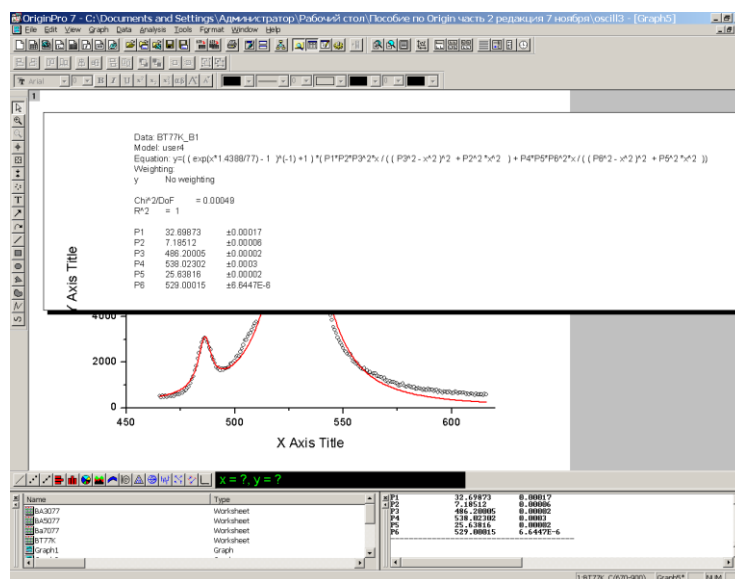 OriginPro 7 - C:\Documents and Settings\Администратор\Рабочий стол\Пособие по Origin часть 2 редакция 7 ноября\oscill3 - [Graph5]
File Edit View Graph Data Analysis Tools Format Window Help
Arial
1
Data: BT77K_B1
Model: user4
Equation: y=( ( exp(x*1.4388/77) - 1 )^(-1) +1 ) *( P1*P2*P3^2*x / ( ( P3^2 - x^2 )^2 + P2^2 *x^2 ) + P4*P5*P6^2*x / ( ( P6^2 - x^2 )^2 + P5^2 *x^2 ))
Weighting:
y No weighting
Chi^2/DoF = 0.00049
R^2 = 1
P1 32.69873 ±0.00017
P2 7.18512 ±0.00006
P3 486.20005 ±0.00002
P4 538.02302 ±0.0003
P5 25.63816 ±0.00002
P6 529.00015 ±6.6447E-6
Y Axis Title
4000
2000
0
450 500 550 600
X Axis Title
x = ?, y = ?
Name Type
BA3077 Worksheet
BA5077 Worksheet
Ba7077 Worksheet
BT77K Worksheet
Graph1 Graph
P1 32.69873 0.00017
P2 7.18512 0.00006
P3 486.20005 0.00002
P4 538.02302 0.0003
P5 25.63816 0.00002
P6 529.00015 6.6447E-6
1:BT77K_C(670-900) Graph5* NUM